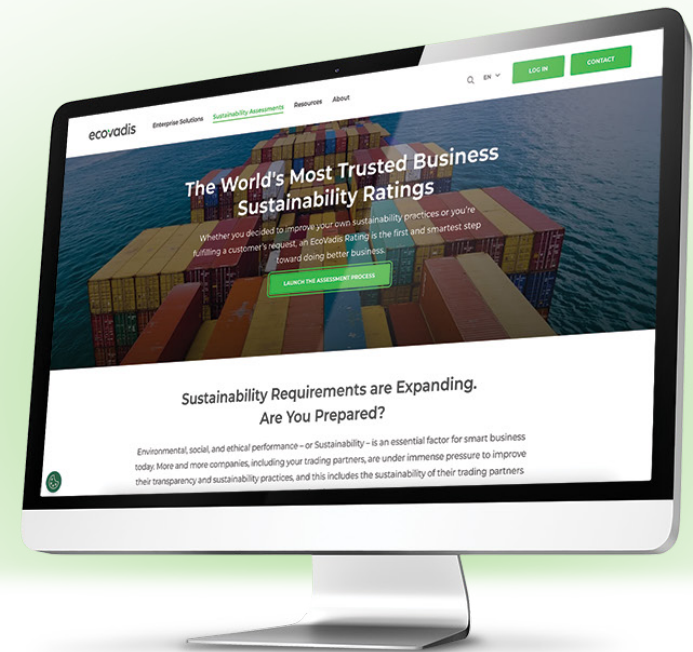 ecovadis
Enterprise Solutions Sustainability Assessments Resources About
EN
LOG IN
CONTACT
The World's Most Trusted Business
Sustainability Ratings
Whether you decided to improve your own sustainability practices or you're
fulfilling a customer's request, an EcoVadis Rating is the first and smartest step
toward doing better business.
LAUNCH THE ASSESSMENT PROCESS
Sustainability Requirements are Expanding.
Are You Prepared?
Environmental, social, and ethical performance – or Sustainability – is an essential factor for smart business
today. More and more companies, including your trading partners, are under immense pressure to improve
their transparency and sustainability practices, and this includes the sustainability of their trading partners